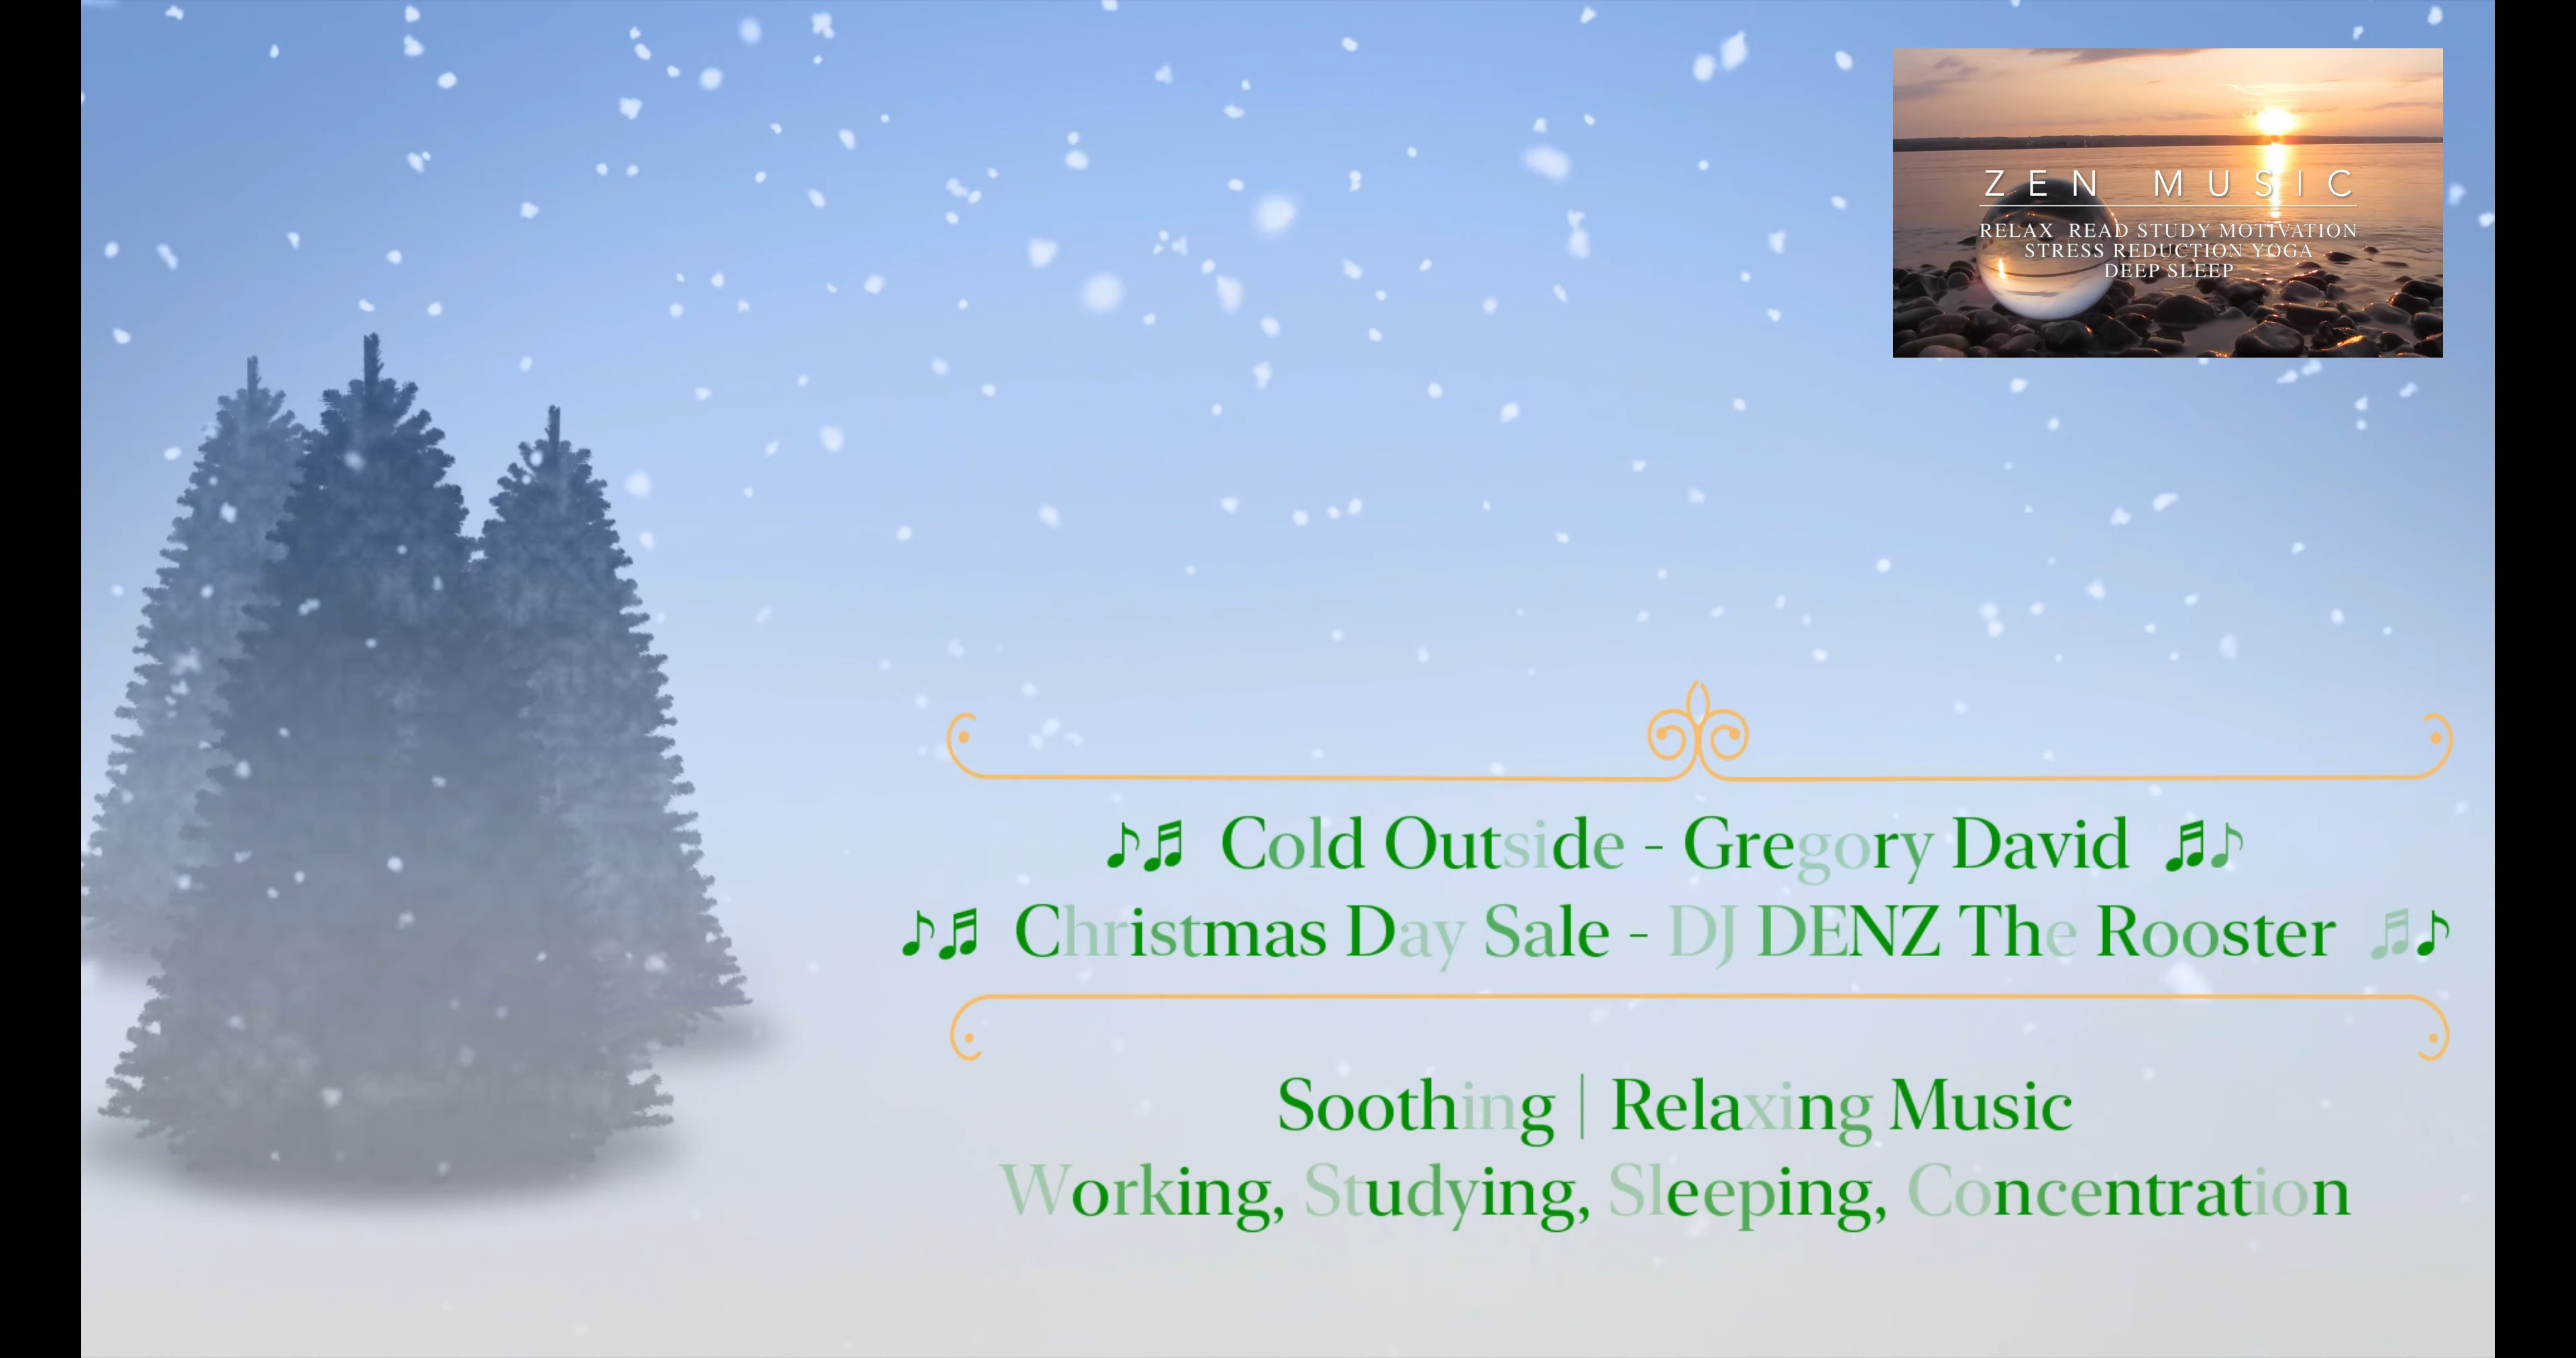 ZEN MUSIC
RELAX READ STUDY MOTIVATION
STRESS REDUCTION YOGA
DEEP SLEEP
♪♬ Cold Outside - Gregory David ♬♪
♪♬ Christmas Day Sale - DJ DENZ The Rooster ♬♪
Soothing | Relaxing Music
Working, Studying, Sleeping, Concentration